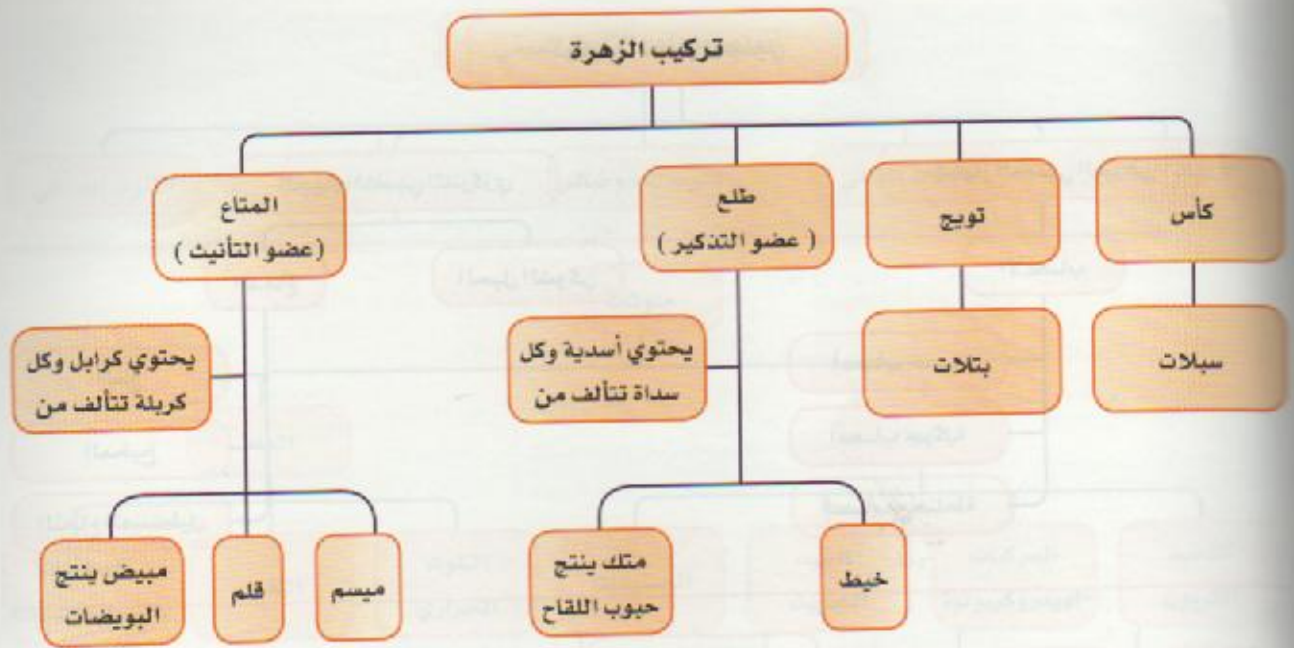 تركيب الزهرة
كأس
تويج
طلع
( عضو التذكير )
المتاع
(عضو التأنيث )
سبلات
بتلات
يحتوي أسدية وكل
سداة تتألف من
يحتوي كرابل وكل
كربلة تتألف من
خيط
متك ينتج
حبوب اللقاح
ميسم
قلم
مبيض ينتج
البويضات